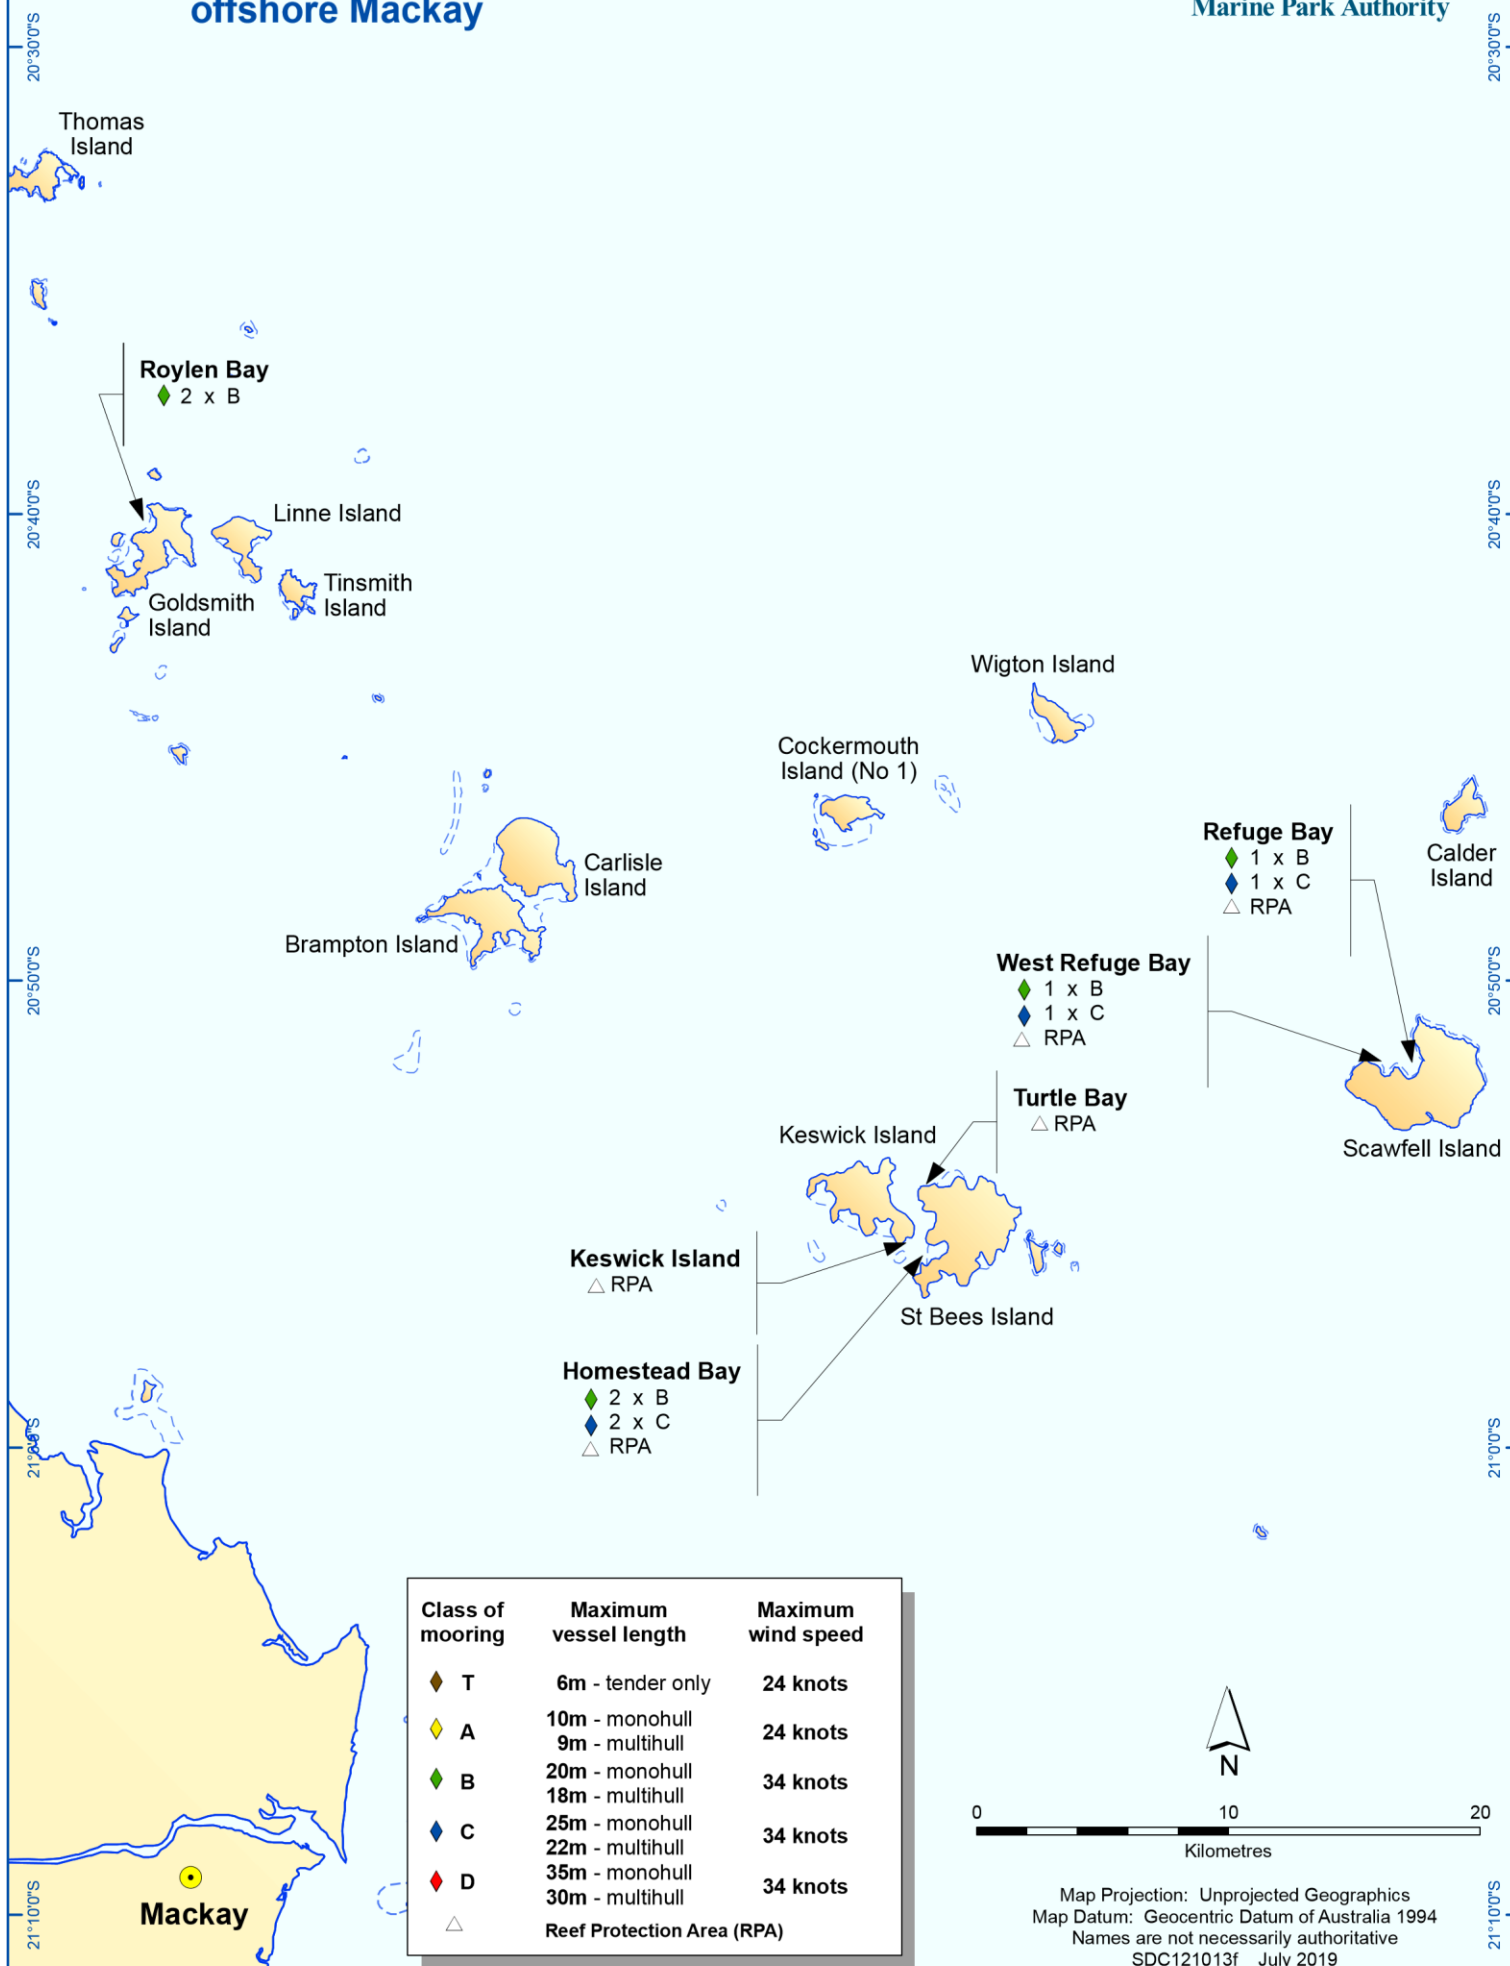 offshore Mackay
Marine Park Authority
20°30'0"S
20°30'0"S
Thomas
Island
Roylen Bay
2 x B
20°40'0"S
20°40'0"S
Linne Island
Tinsmith
Island
Goldsmith
Island
Wigton Island
Cockermouth
Island (No 1)
Refuge Bay
1 x B
1 x C
RPA
Calder
Island
Carlisle
Island
Brampton Island
West Refuge Bay
1 x B
1 x C
RPA
20°50'0"S
20°50'0"S
Turtle Bay
RPA
Keswick Island
Scawfell Island
Keswick Island
RPA
St Bees Island
Homestead Bay
2 x B
2 x C
RPA
21°0'0"S
21°0'0"S
Class of
mooring
Maximum
vessel length
Maximum
wind speed
T
6m - tender only
24 knots
A
10m - monohull
9m - multihull
24 knots
B
20m - monohull
18m - multihull
34 knots
C
25m - monohull
22m - multihull
34 knots
D
35m - monohull
30m - multihull
34 knots
Reef Protection Area (RPA)
N
0 10 20
Kilometres
Mackay
21°10'0"S
21°10'0"S
Map Projection: Unprojected Geographics
Map Datum: Geocentric Datum of Australia 1994
Names are not necessarily authoritative
SDC121013f July 2019